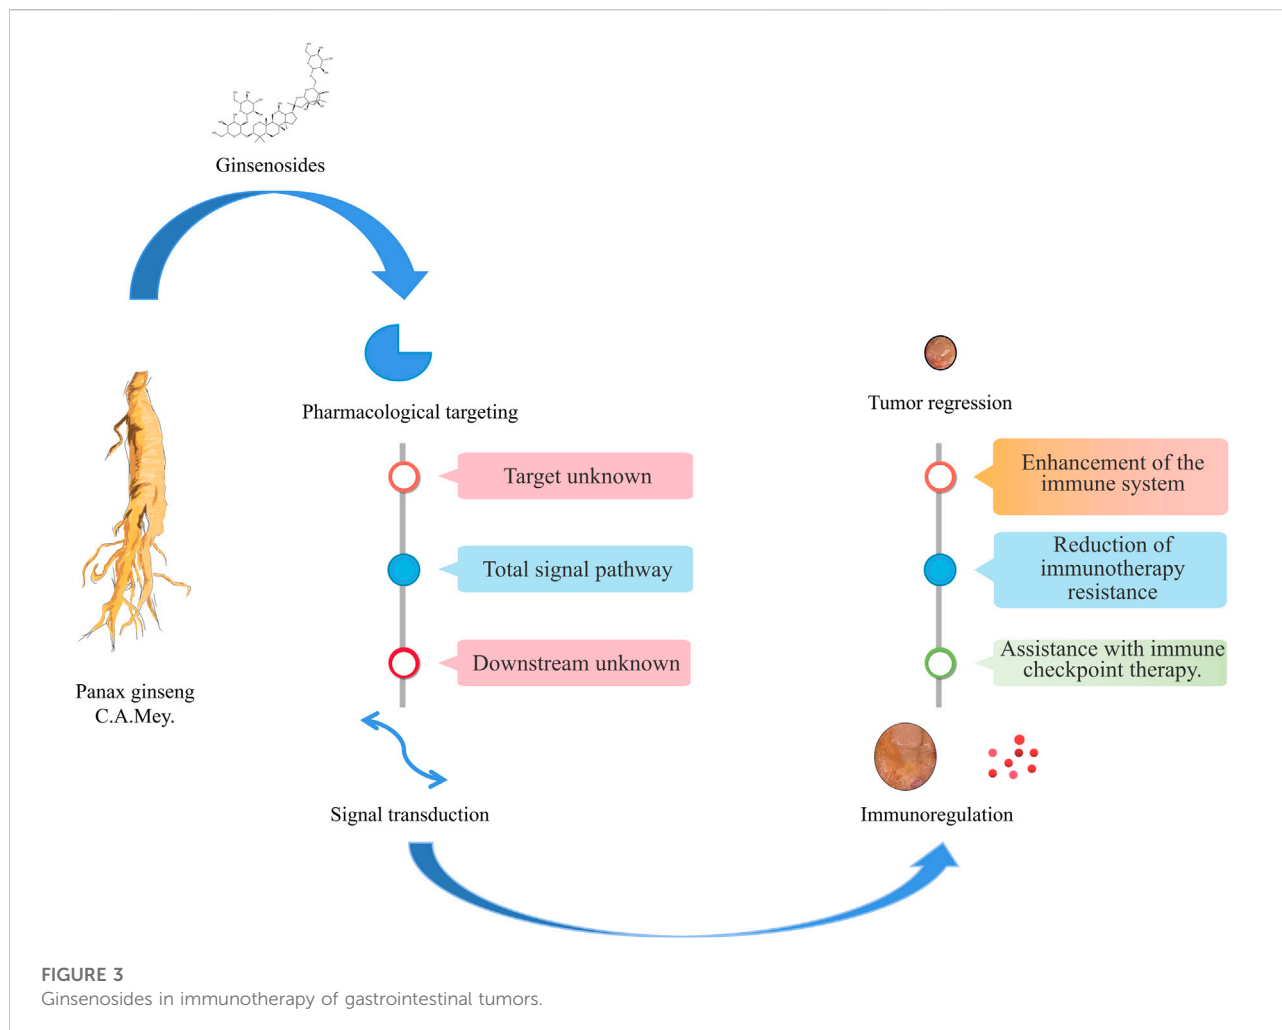 Ginsenosides
Pharmacological targeting
Target unknown
Total signal pathway
Downstream unknown
Signal transduction
Panax ginseng
C.A.Mey.
Tumor regression
Enhancement of the
immune system
Reduction of
immunotherapy
resistance
Assistance with immune
checkpoint therapy.
Immunoregulation
FIGURE 3
Ginsenosides in immunotherapy of gastrointestinal tumors.